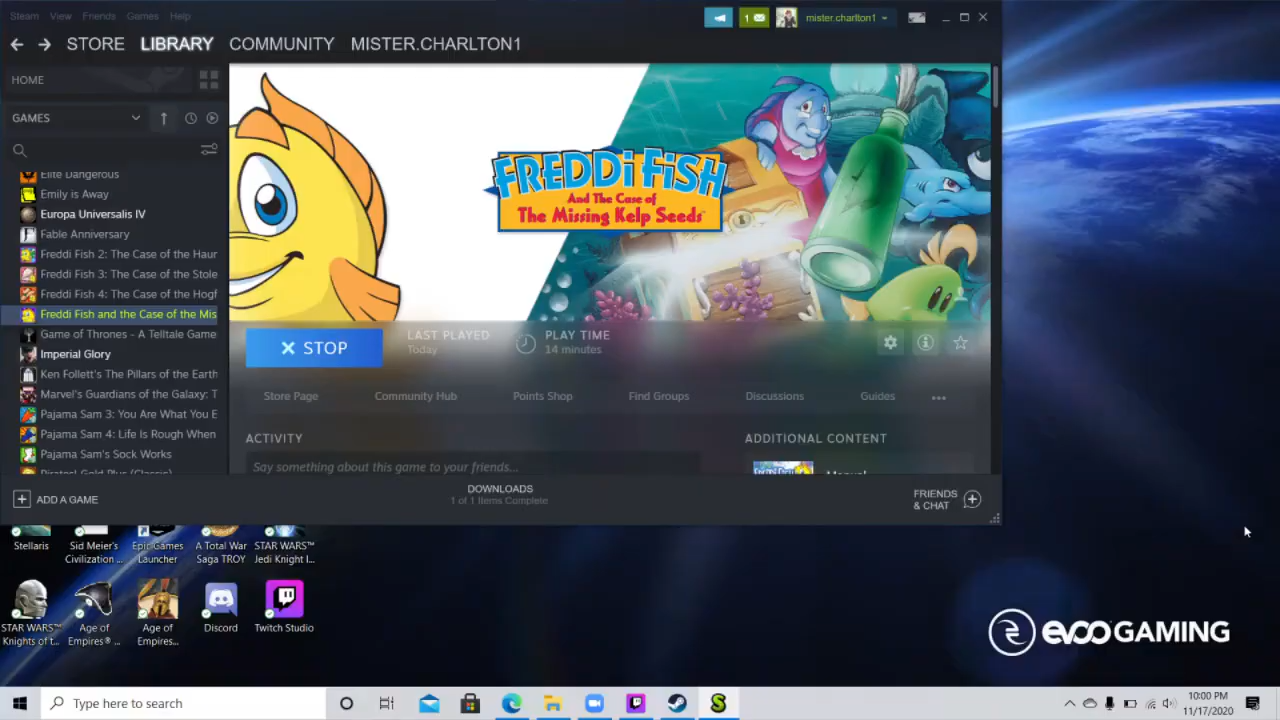 Steam View Friends Games Help
1 mister.charlton1
STORE LIBRARY COMMUNITY MISTER.CHARLTON1
HOME
GAMES
Elite Dangerous
Emily is Away
Europa Universalis IV
Fable Anniversary
Freddi Fish 2: The Case of the Haur
Freddi Fish 3: The Case of the Stole
Freddi Fish 4: The Case of the Hogf
Freddi Fish and the Case of the Mis
Game of Thrones - A Telltale Game
Imperial Glory
Ken Follett's The Pillars of the Earth
Marvel's Guardians of the Galaxy: T
Pajama Sam 3: You Are What You E
Pajama Sam 4: Life Is Rough When
Pajama Sam's Sock Works
Pirates! Gold Plus (Classic)
FREDDI FISH
And The Case of
The Missing Kelp Seeds™
STOP
LAST PLAYED
Today
PLAY TIME
14 minutes
Store Page Community Hub Points Shop Find Groups Discussions Guides
ACTIVITY
Say something about this game to your friends...
ADDITIONAL CONTENT
Manual
ADD A GAME
DOWNLOADS
1 of 1 Items Complete
FRIENDS
& CHAT
Stellaris
Sid Meier's
Civilization ...
Epic Games
Launcher
A Total War
Saga TROY
STAR WARS™
Jedi Knight I...
STAR WARS™
Knights of t...
Age of
Empires® ...
Age of
Empires...
Discord
Twitch Studio
evoo GAMING
Type here to search
10:00 PM
11/17/2020